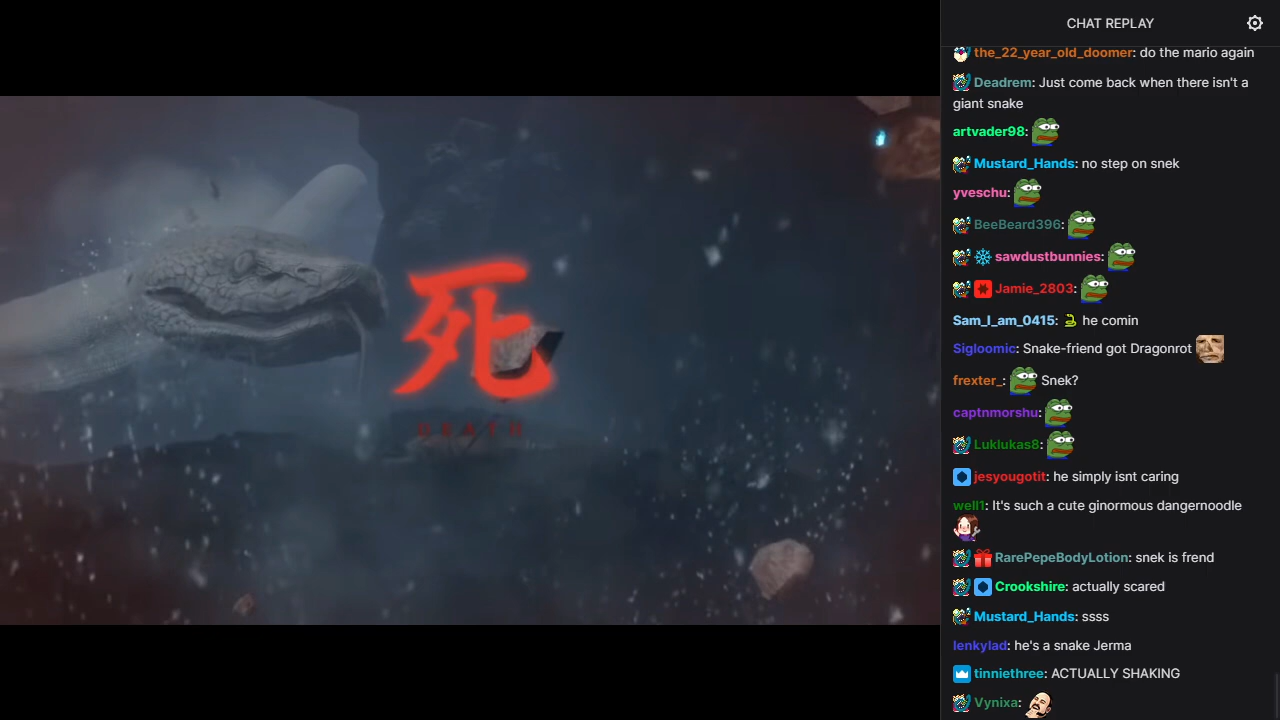 CHAT REPLAY
the_22_year_old_doomer: do the mario again
Deadrem: Just come back when there isn't a
giant snake
artvader98:
Mustard_Hands: no step on snek
yveschu:
BeeBeard396:
sawdustbunnies:
Jamie_2803:
Sam_I_am_0415: he comin
Sigloomic: Snake-friend got Dragonrot
frexter_: Snek?
captnmorshu:
Luklukas8:
jesyougotit: he simply isnt caring
well1: It's such a cute ginormous dangernoodle
RarePepeBodyLotion: snek is frend
Crookshire: actually scared
Mustard_Hands: ssss
lenkylad: he's a snake Jerma
tinniethree: ACTUALLY SHAKING
Vynixa:
死
DEATH